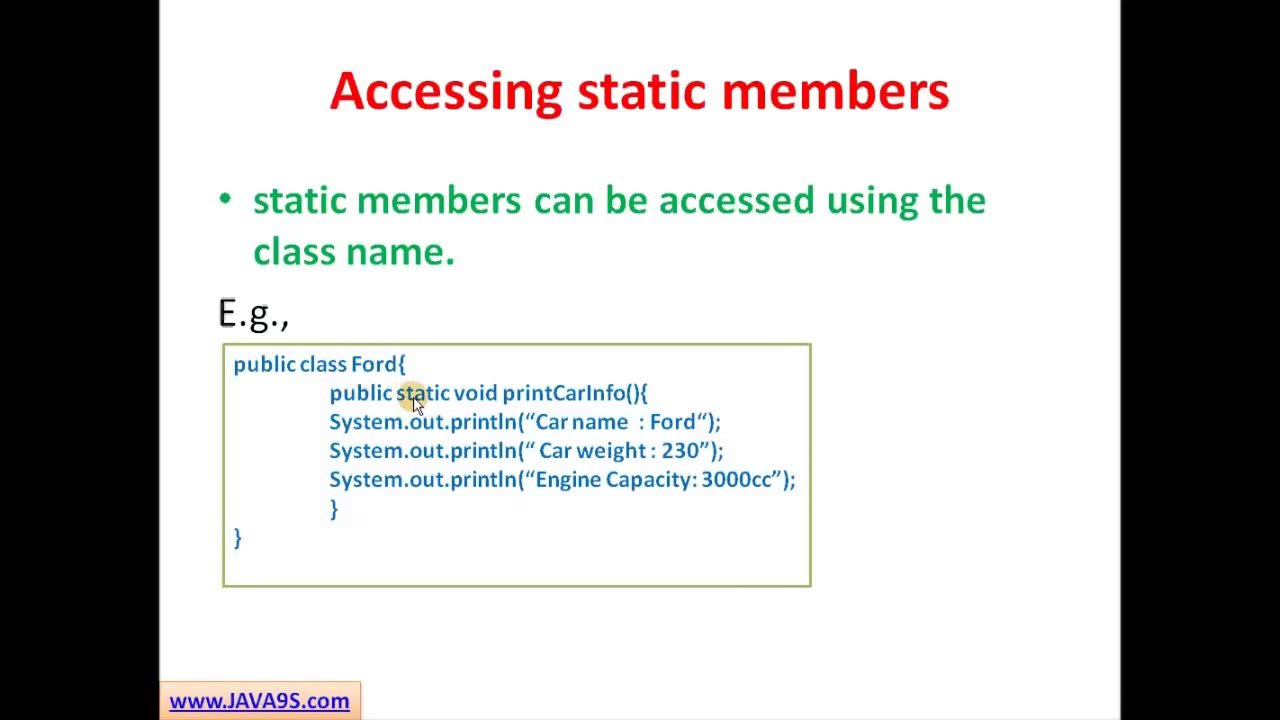 Accessing static members
• static members can be accessed using the
class name.
E.g.,
public class Ford{
public static void printCarInfo(){
System.out.println(“Car name  : Ford“);
System.out.println(“ Car weight : 230”);
System.out.println(“Engine Capacity: 3000cc”);
}
}
www.JAVA9S.com